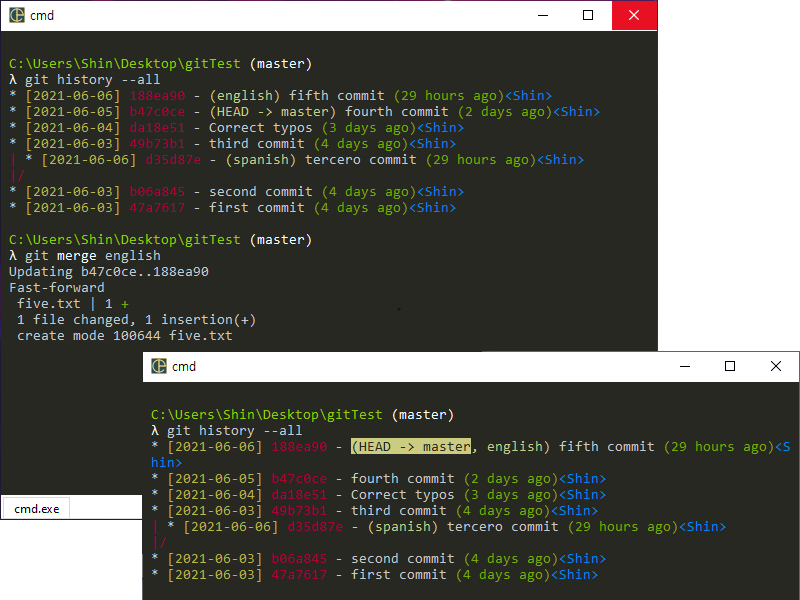 cmd
C:\Users\Shin\Desktop\gitTest (master)
λ git history --all
* [2021-06-06] 188ea90 - (english) fifth commit (29 hours ago)<Shin>
* [2021-06-05] b47c0ce - (HEAD -> master) fourth commit (2 days ago)<Shin>
* [2021-06-04] da18e51 - Correct typos (3 days ago)<Shin>
* [2021-06-03] 49b73b1 - third commit (4 days ago)<Shin>
| * [2021-06-06] d35d87e - (spanish) tercero commit (29 hours ago)<Shin>
|/
* [2021-06-03] b06a845 - second commit (4 days ago)<Shin>
* [2021-06-03] 47a7617 - first commit (4 days ago)<Shin>
C:\Users\Shin\Desktop\gitTest (master)
λ git merge english
Updating b47c0ce..188ea90
Fast-forward
five.txt | 1 +
1 file changed, 1 insertion(+)
create mode 100644 five.txt
cmd.exe
cmd
C:\Users\Shin\Desktop\gitTest (master)
λ git history --all
* [2021-06-06] 188ea90 - (HEAD -> master, english) fifth commit (29 hours ago)<S
hin>
* [2021-06-05] b47c0ce - fourth commit (2 days ago)<Shin>
* [2021-06-04] da18e51 - Correct typos (3 days ago)<Shin>
* [2021-06-03] 49b73b1 - third commit (4 days ago)<Shin>
| * [2021-06-06] d35d87e - (spanish) tercero commit (29 hours ago)<Shin>
|/
* [2021-06-03] b06a845 - second commit (4 days ago)<Shin>
* [2021-06-03] 47a7617 - first commit (4 days ago)<Shin>